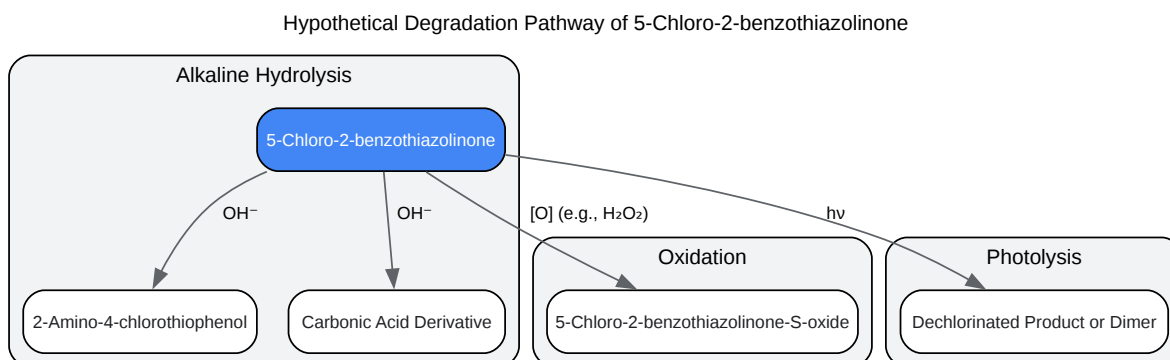 Hypothetical Degradation Pathway of 5-Chloro-2-benzothiazolinone
Alkaline Hydrolysis
5-Chloro-2-benzothiazolinone
OH⁻
OH⁻
[O] (e.g., H₂O₂)
hν
Oxidation
Photolysis
2-Amino-4-chlorothiophenol
Carbonic Acid Derivative
5-Chloro-2-benzothiazolinone-S-oxide
Dechlorinated Product or Dimer